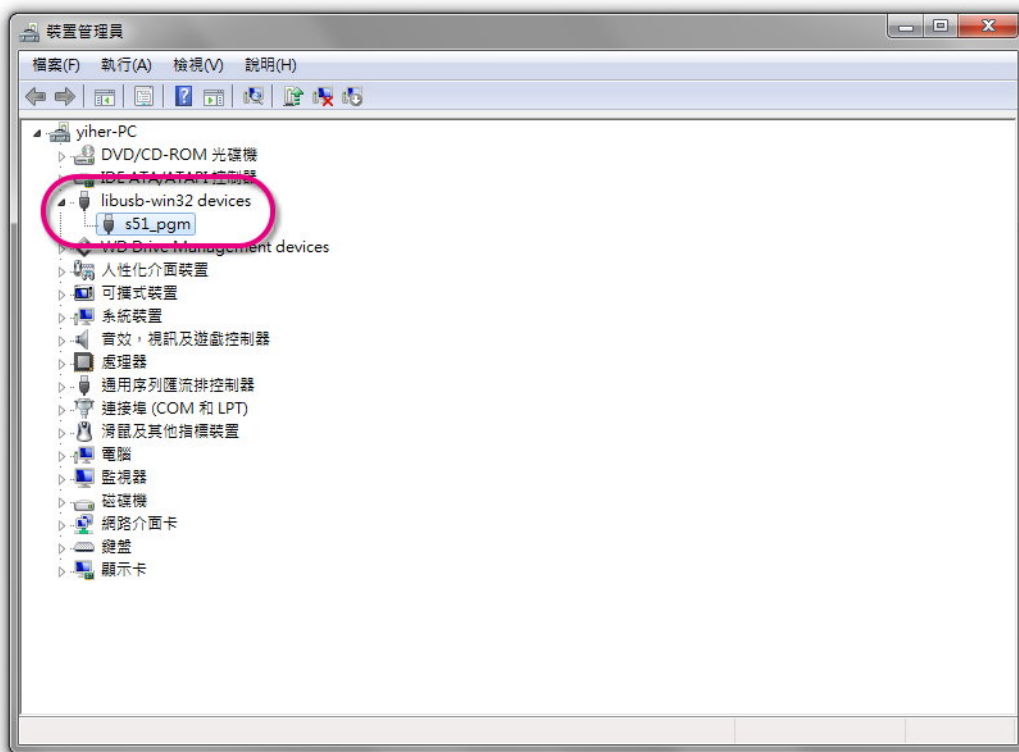 裝置管理員
檔案(F) 執行(A) 檢視(V) 說明(H)
yiher-PC
DVD/CD-ROM 光碟機
IDE ATA/ATAPI 控制器
libusb-win32 devices
s51_pgm
WD Drive Management devices
人性化介面裝置
可攜式裝置
系統裝置
音效，視訊及遊戲控制器
處理器
通用序列匯流排控制器
連接埠 (COM 和 LPT)
滑鼠及其他指標裝置
電腦
監視器
磁碟機
網路介面卡
鍵盤
顯示卡